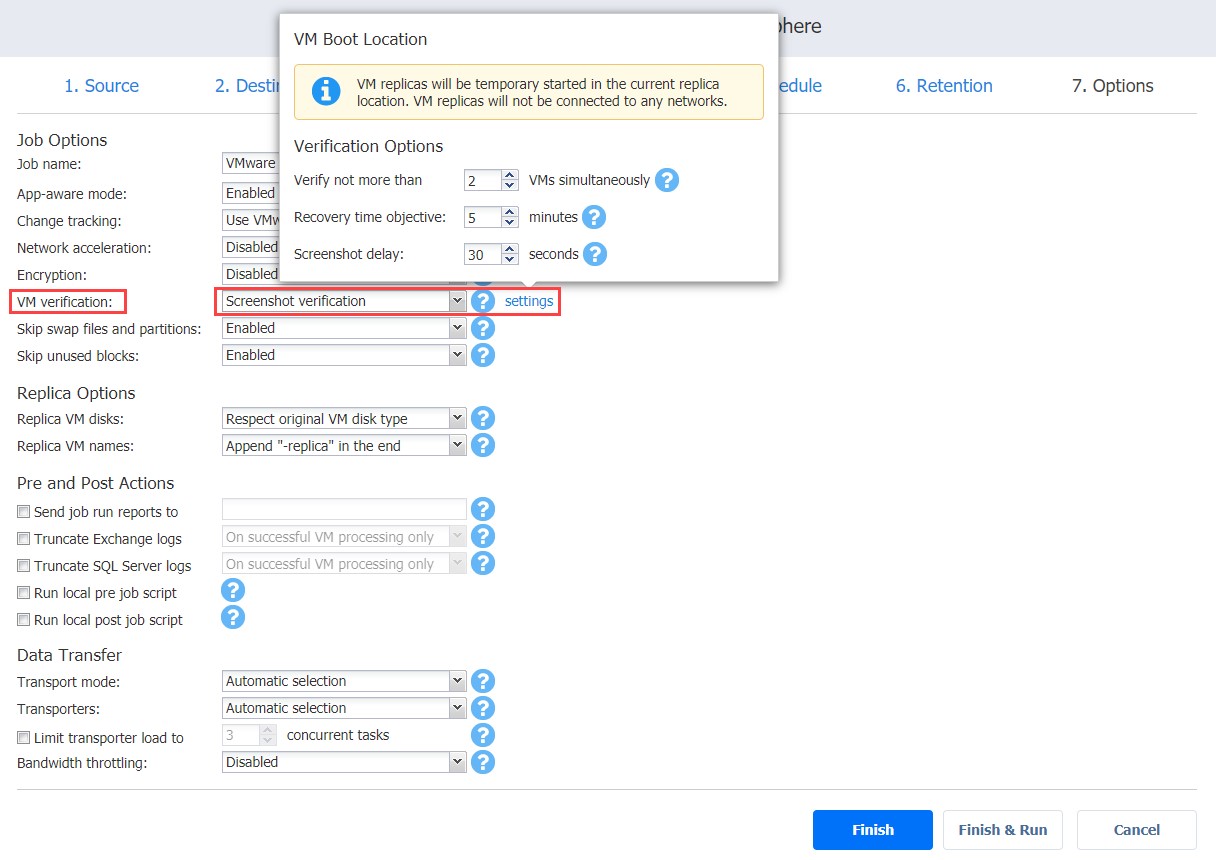 VM Boot Location
VM replicas will be temporary started in the current replica
location. VM replicas will not be connected to any networks.
Verification Options
Verify not more than 2 VMs simultaneously ?
Recovery time objective: 5 minutes ?
Screenshot delay: 30 seconds ?
1. Source
6. Retention
7. Options
Job Options
Job name: VMware
App-aware mode: Enabled
Change tracking: Use
Network acceleration: Disabled
Encryption: Disabled
VM verification: Screenshot verification ? settings
Skip swap files and partitions: Enabled ?
Skip unused blocks: Enabled ?
Replica Options
Replica VM disks: Respect original VM disk type ?
Replica VM names: Append "-replica" in the end ?
Pre and Post Actions
Send job run reports to ?
Truncate Exchange logs On successful VM processing only ?
Truncate SQL Server logs On successful VM processing only ?
Run local pre job script ?
Run local post job script ?
Data Transfer
Transport mode: Automatic selection ?
Transporters: Automatic selection ?
Limit transporter load to 3 concurrent tasks ?
Bandwidth throttling: Disabled ?
Finish Finish & Run Cancel